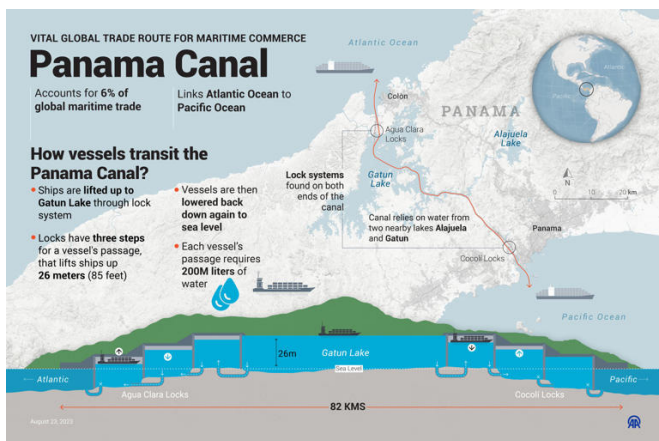 VITAL GLOBAL TRADE ROUTE FOR MARITIME COMMERCE
Panama Canal
Accounts for 6% of
global maritime trade
Links Atlantic Ocean to
Pacific Ocean
How vessels transit the
Panama Canal?
• Ships are lifted up to
Gatun Lake through lock
system
• Locks have three steps
for a vessel's passage,
that lifts ships up
26 meters (85 feet)
• Vessels are then
lowered back
down again to
sea level
• Each vessel's
passage requires
200M liters of
water
Atlantic Ocean
Colón
PANAMA
Agua Clara
Locks
Alajuela
Lake
Lock systems
found on both
ends of the
canal
Gatun
Lake
Canal relies on water from
two nearby lakes Alajuela
and Gatun
Panama
Cocolí Locks
Pacific Ocean
Atlantic
Pacific
N
0 10 20 km
26m
Gatun Lake
Sea Level
Atlantic
Agua Clara Locks
Cocolí Locks
Pacific
82 KMS
August 23, 2023
AA